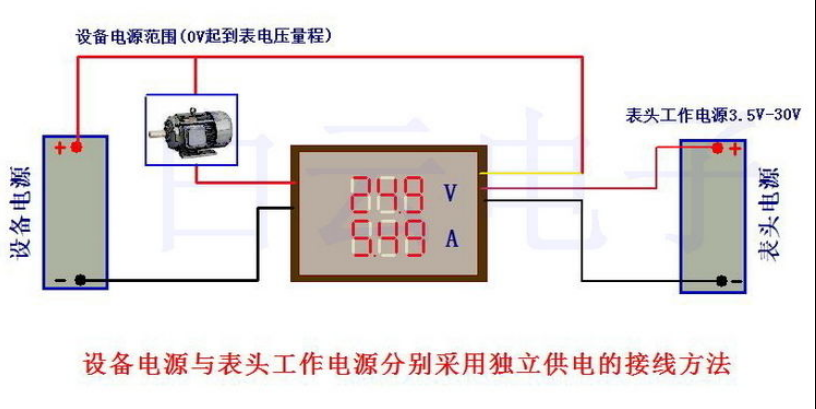 设备电源范围(0V起到表电压量程)
表头工作电源3.5V-30V
设备电源
+
-
24.9 V
5.49 A
+
-
表头电源
白云电子
设备电源与表头工作电源分别采用独立供电的接线方法